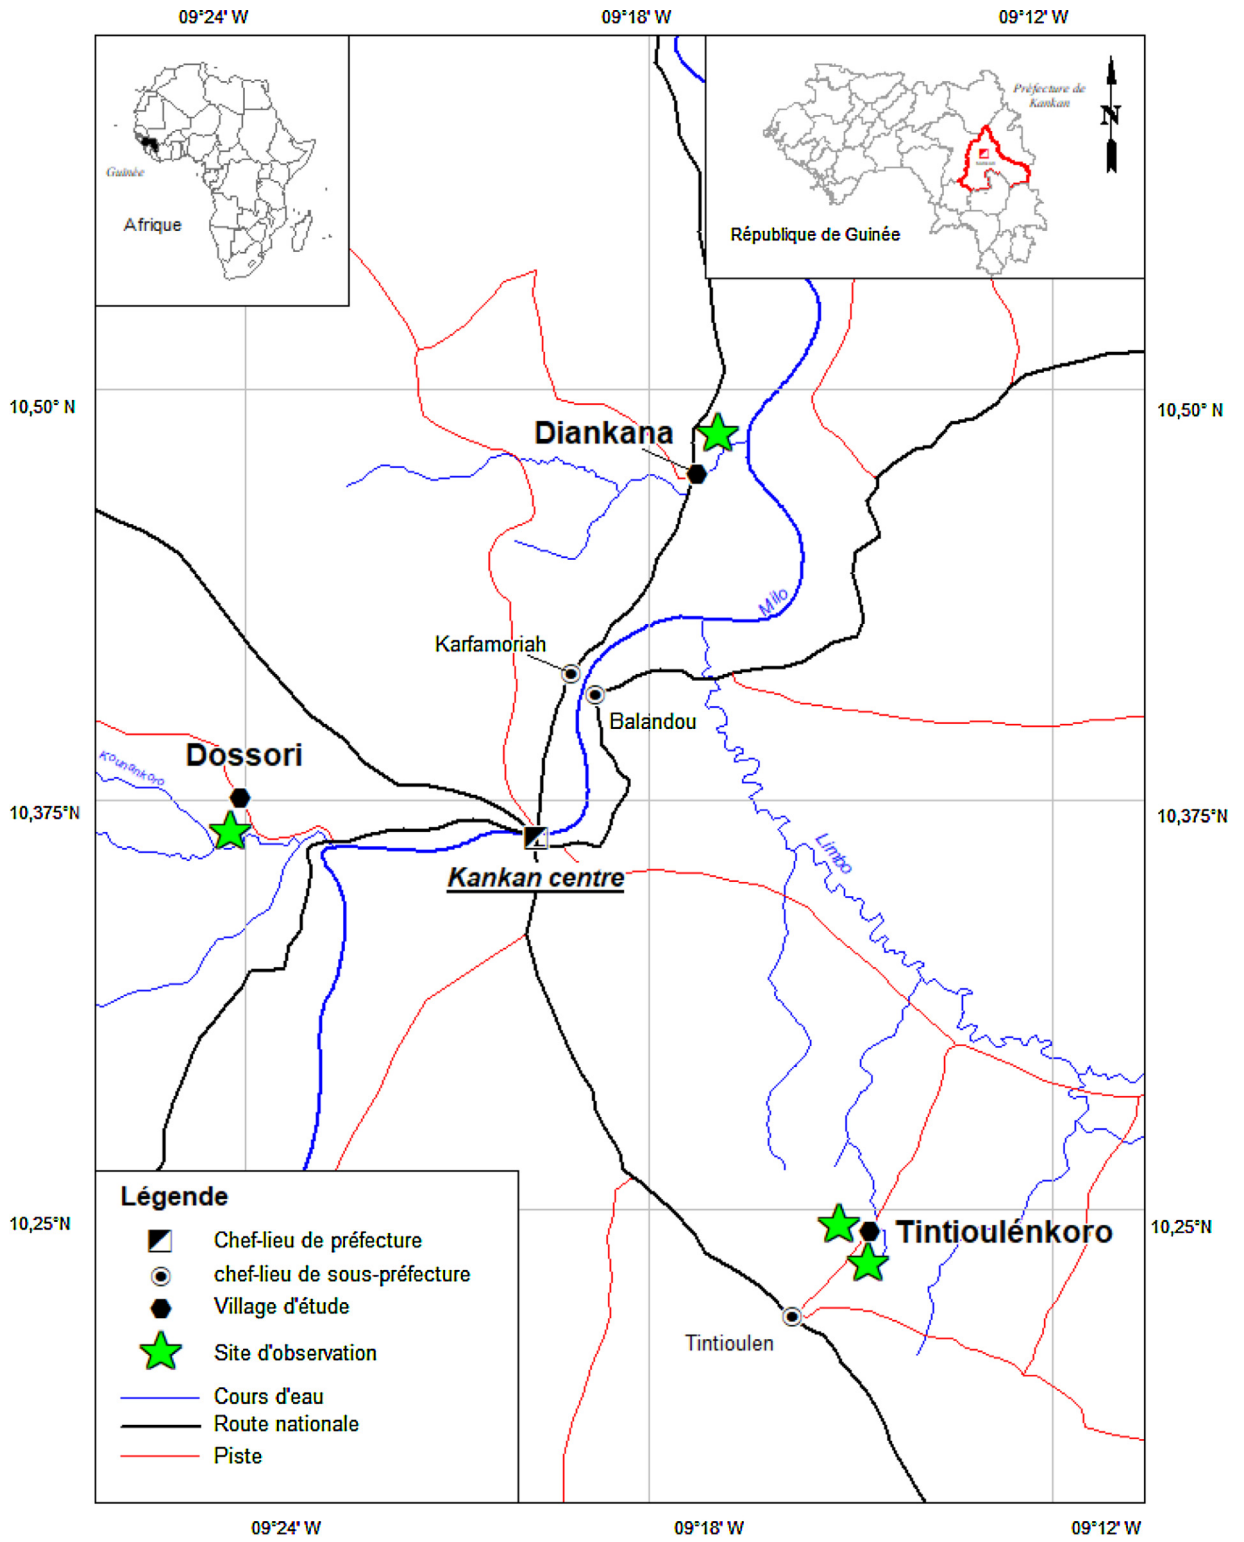 09°24' W
09°18' W
09°12' W
Guinée
Afrique
Préfecture de
Kankan
N
République de Guinée
10,50° N
10,50° N
Diankana
Milo
Karfamoriah
Balandou
Dossori
Kounankoro
10,375°N
10,375°N
Limbo
Kankan centre
Légende
Chef-lieu de préfecture
chef-lieu de sous-préfecture
Village d'étude
Site d'observation
Cours d'eau
Route nationale
Piste
10,25°N
10,25°N
Tintioulénkoro
Tintioulen
09°24' W
09°18' W
09°12' W